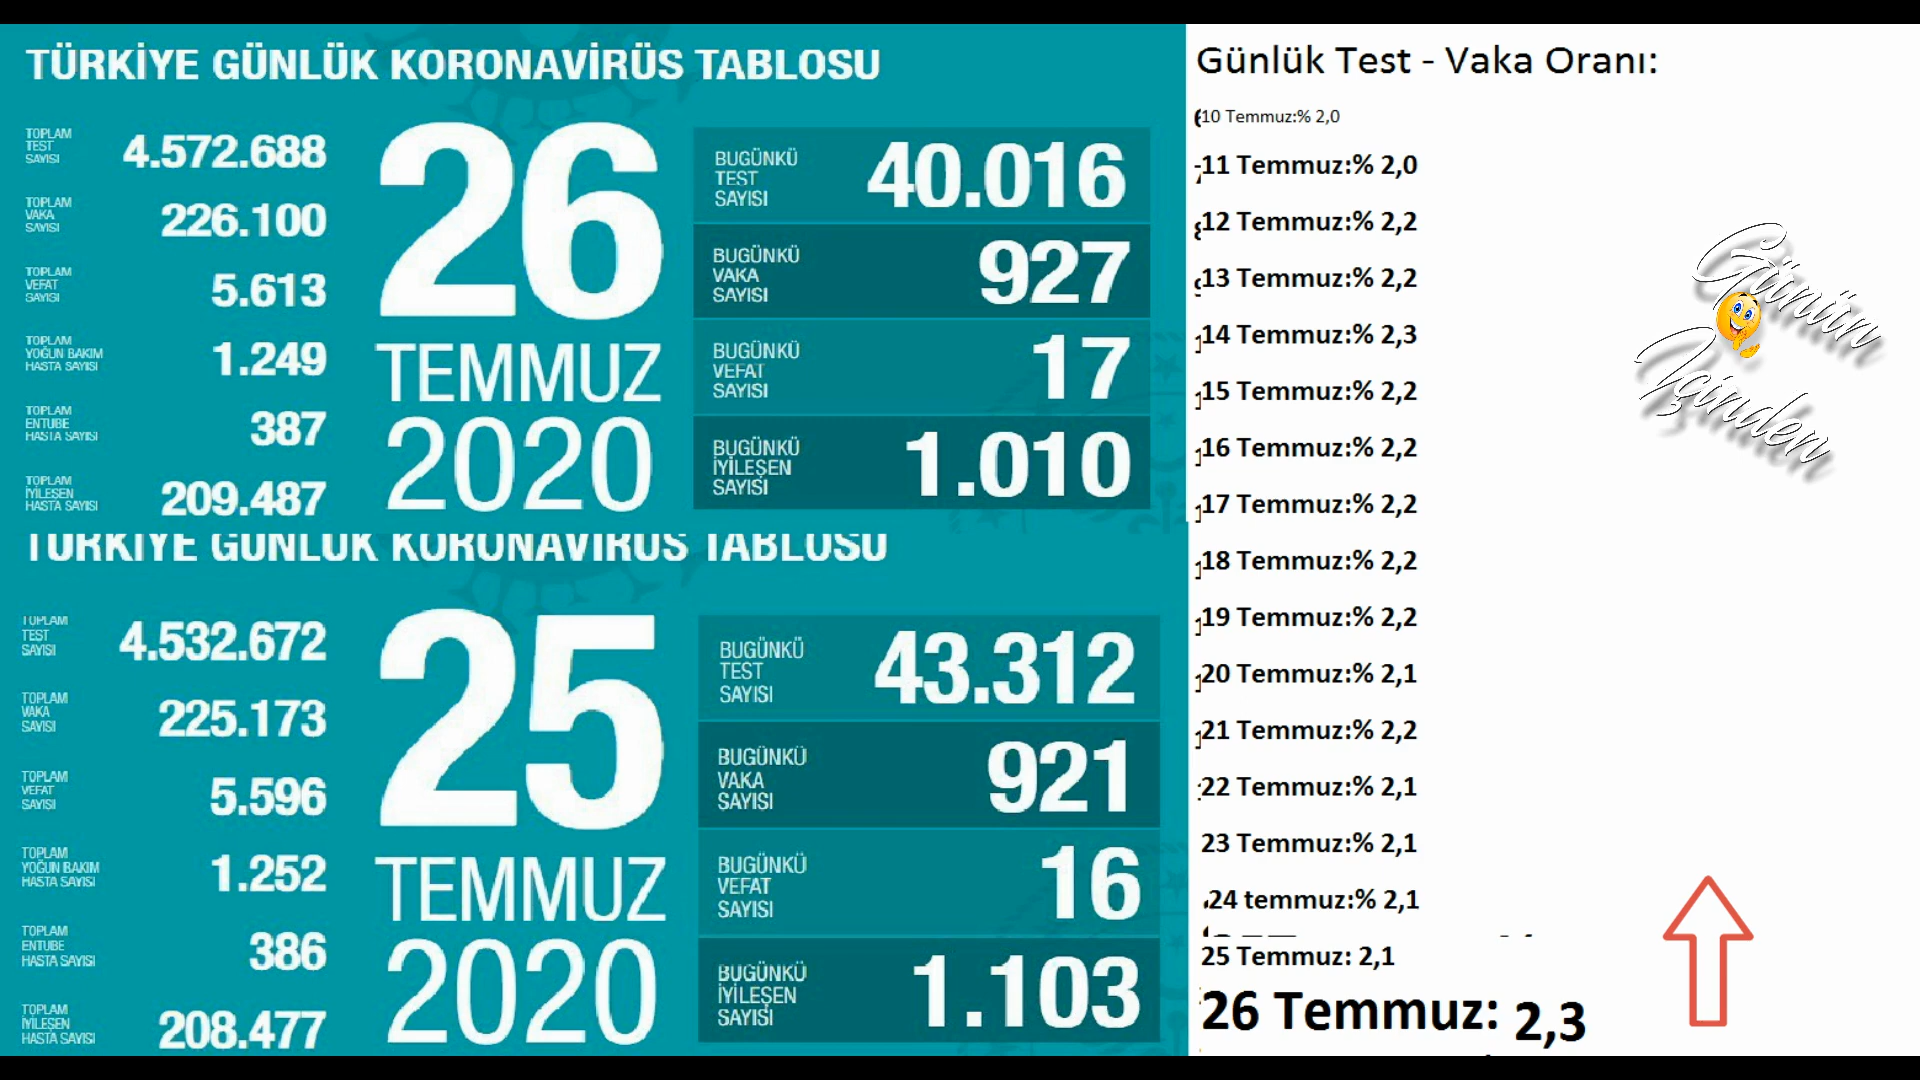 TÜRKİYE GÜNLÜK KORONAVİRÜS TABLOSU
TOPLAM
TEST
SAYISI
4.572.688
TOPLAM
VAKA
SAYISI
226.100
TOPLAM
VEFAT
SAYISI
5.613
TOPLAM
YOĞUN BAKIM
HASTA SAYISI
1.249
TOPLAM
ENTUBE
HASTA SAYISI
387
TOPLAM
İYİLEŞEN
HASTA SAYISI
209.487
26
TEMMUZ
2020
BUGÜNKÜ
TEST
SAYISI
40.016
BUGÜNKÜ
VAKA
SAYISI
927
BUGÜNKÜ
VEFAT
SAYISI
17
BUGÜNKÜ
İYİLEŞEN
SAYISI
1.010
TÜRKİYE GÜNLÜK KORONAVİRÜS TABLOSU
TOPLAM
TEST
SAYISI
4.532.672
TOPLAM
VAKA
SAYISI
225.173
TOPLAM
VEFAT
SAYISI
5.596
TOPLAM
YOĞUN BAKIM
HASTA SAYISI
1.252
TOPLAM
ENTUBE
HASTA SAYISI
386
TOPLAM
İYİLEŞEN
HASTA SAYISI
208.477
25
TEMMUZ
2020
BUGÜNKÜ
TEST
SAYISI
43.312
BUGÜNKÜ
VAKA
SAYISI
921
BUGÜNKÜ
VEFAT
SAYISI
16
BUGÜNKÜ
İYİLEŞEN
SAYISI
1.103
Günlük Test - Vaka Oranı:
10 Temmuz:% 2,0
11 Temmuz:% 2,0
12 Temmuz:% 2,2
13 Temmuz:% 2,2
14 Temmuz:% 2,3
15 Temmuz:% 2,2
16 Temmuz:% 2,2
17 Temmuz:% 2,2
18 Temmuz:% 2,2
19 Temmuz:% 2,2
20 Temmuz:% 2,1
21 Temmuz:% 2,2
22 Temmuz:% 2,1
23 Temmuz:% 2,1
24 temmuz:% 2,1
25 Temmuz: 2,1
26 Temmuz: 2,3
Günün
İçinden